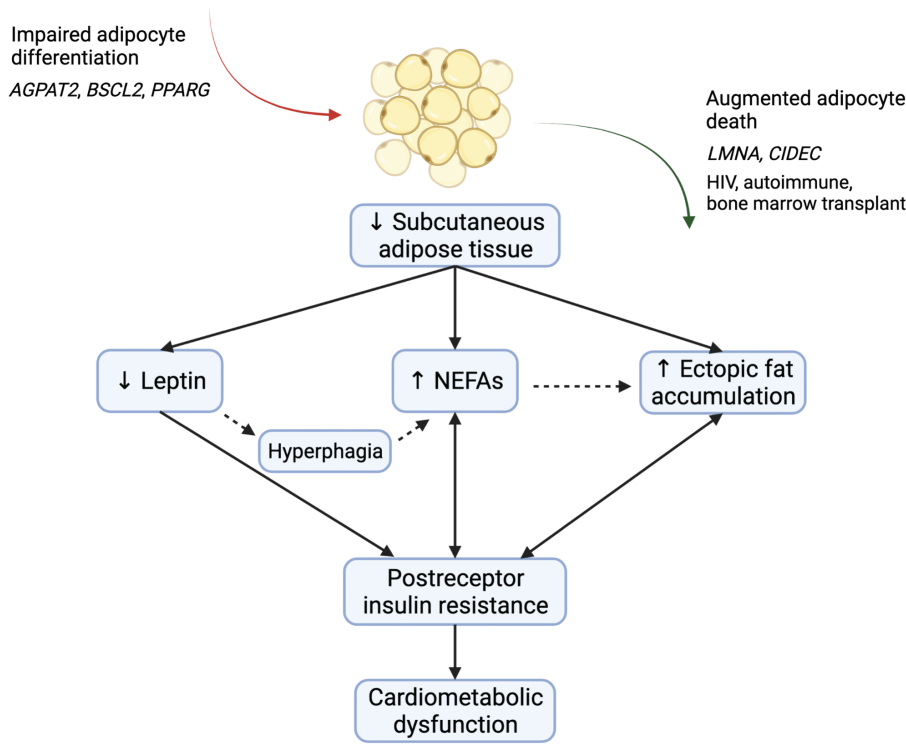 Impaired adipocyte
differentiation
AGPAT2, BSCL2, PPARG
Augmented adipocyte
death
LMNA, CIDEC
HIV, autoimmune,
bone marrow transplant
↓ Subcutaneous
adipose tissue
↓ Leptin
↑ NEFAs
↑ Ectopic fat
accumulation
Hyperphagia
Postreceptor
insulin resistance
Cardiometabolic
dysfunction